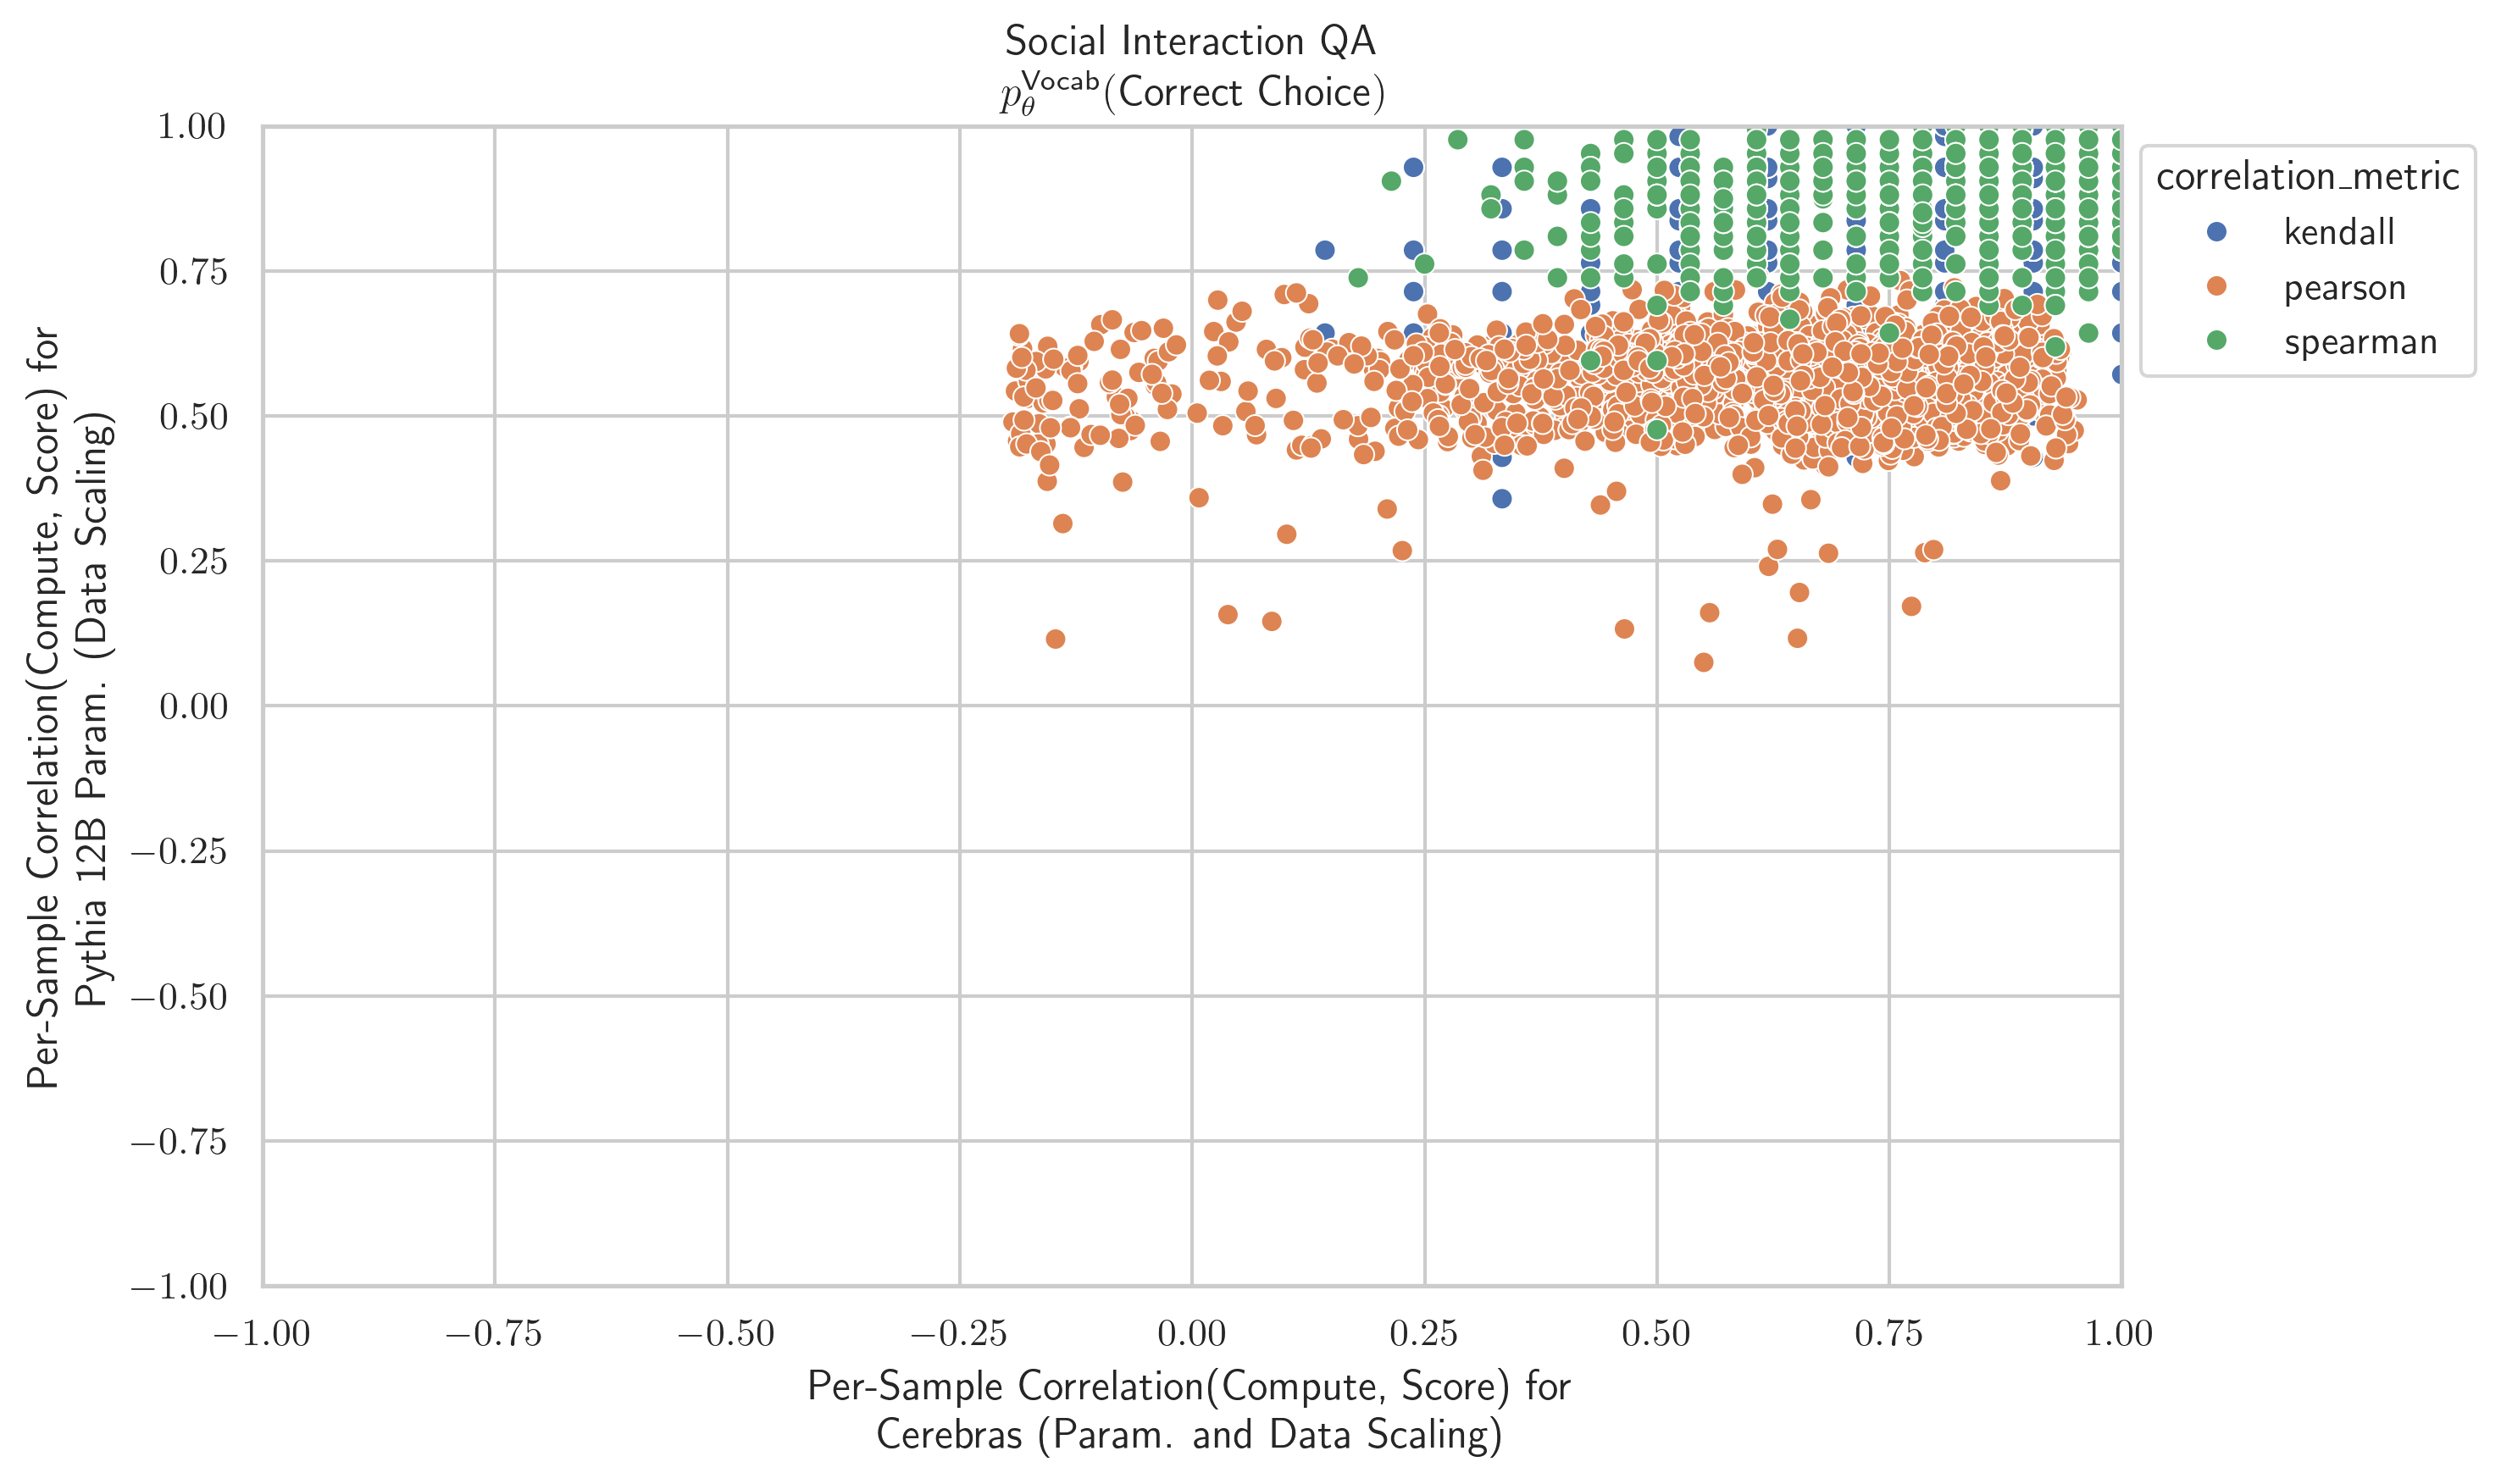 Social Interaction QA
p_θ^Vocab(Correct Choice)
1.00
0.75
0.50
0.25
0.00
−0.25
−0.50
−0.75
−1.00
Per-Sample Correlation(Compute, Score) for
Pythia 12B Param. (Data Scaling)
−1.00 −0.75 −0.50 −0.25 0.00 0.25 0.50 0.75 1.00
Per-Sample Correlation(Compute, Score) for
Cerebras (Param. and Data Scaling)
correlation_metric
kendall
pearson
spearman